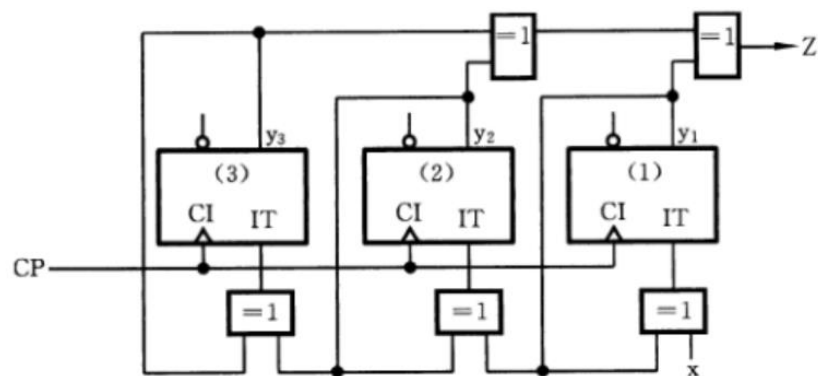 =1
=1
Z
y₃
y₂
y₁
(3)
(2)
(1)
CI IT
CI IT
CI IT
CP
=1
=1
=1
x